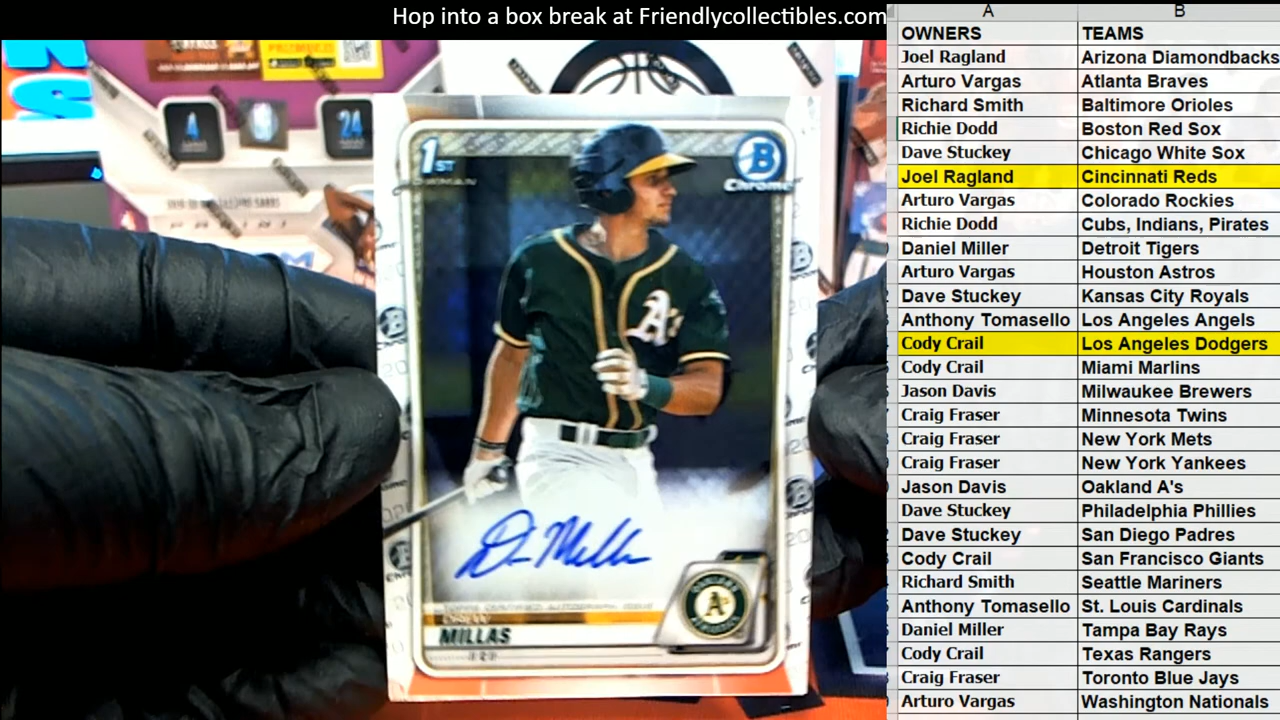 Hop into a box break at Friendlycollectibles.com
A B
OWNERS TEAMS
Joel Ragland Arizona Diamondbacks
Arturo Vargas Atlanta Braves
Richard Smith Baltimore Orioles
Richie Dodd Boston Red Sox
Dave Stuckey Chicago White Sox
Joel Ragland Cincinnati Reds
Arturo Vargas Colorado Rockies
Richie Dodd Cubs, Indians, Pirates
Daniel Miller Detroit Tigers
Arturo Vargas Houston Astros
Dave Stuckey Kansas City Royals
Anthony Tomasello Los Angeles Angels
Cody Crail Los Angeles Dodgers
Cody Crail Miami Marlins
Jason Davis Milwaukee Brewers
Craig Fraser Minnesota Twins
Craig Fraser New York Mets
Craig Fraser New York Yankees
Jason Davis Oakland A's
Dave Stuckey Philadelphia Phillies
Dave Stuckey San Diego Padres
Cody Crail San Francisco Giants
Richard Smith Seattle Mariners
Anthony Tomasello St. Louis Cardinals
Daniel Miller Tampa Bay Rays
Cody Crail Texas Rangers
Craig Fraser Toronto Blue Jays
Arturo Vargas Washington Nationals
4
24
1ST
BOWMAN
B
Chrome
A's
TOPPS CERTIFIED AUTOGRAPH ISSUE
DREW
MILLAS
A's